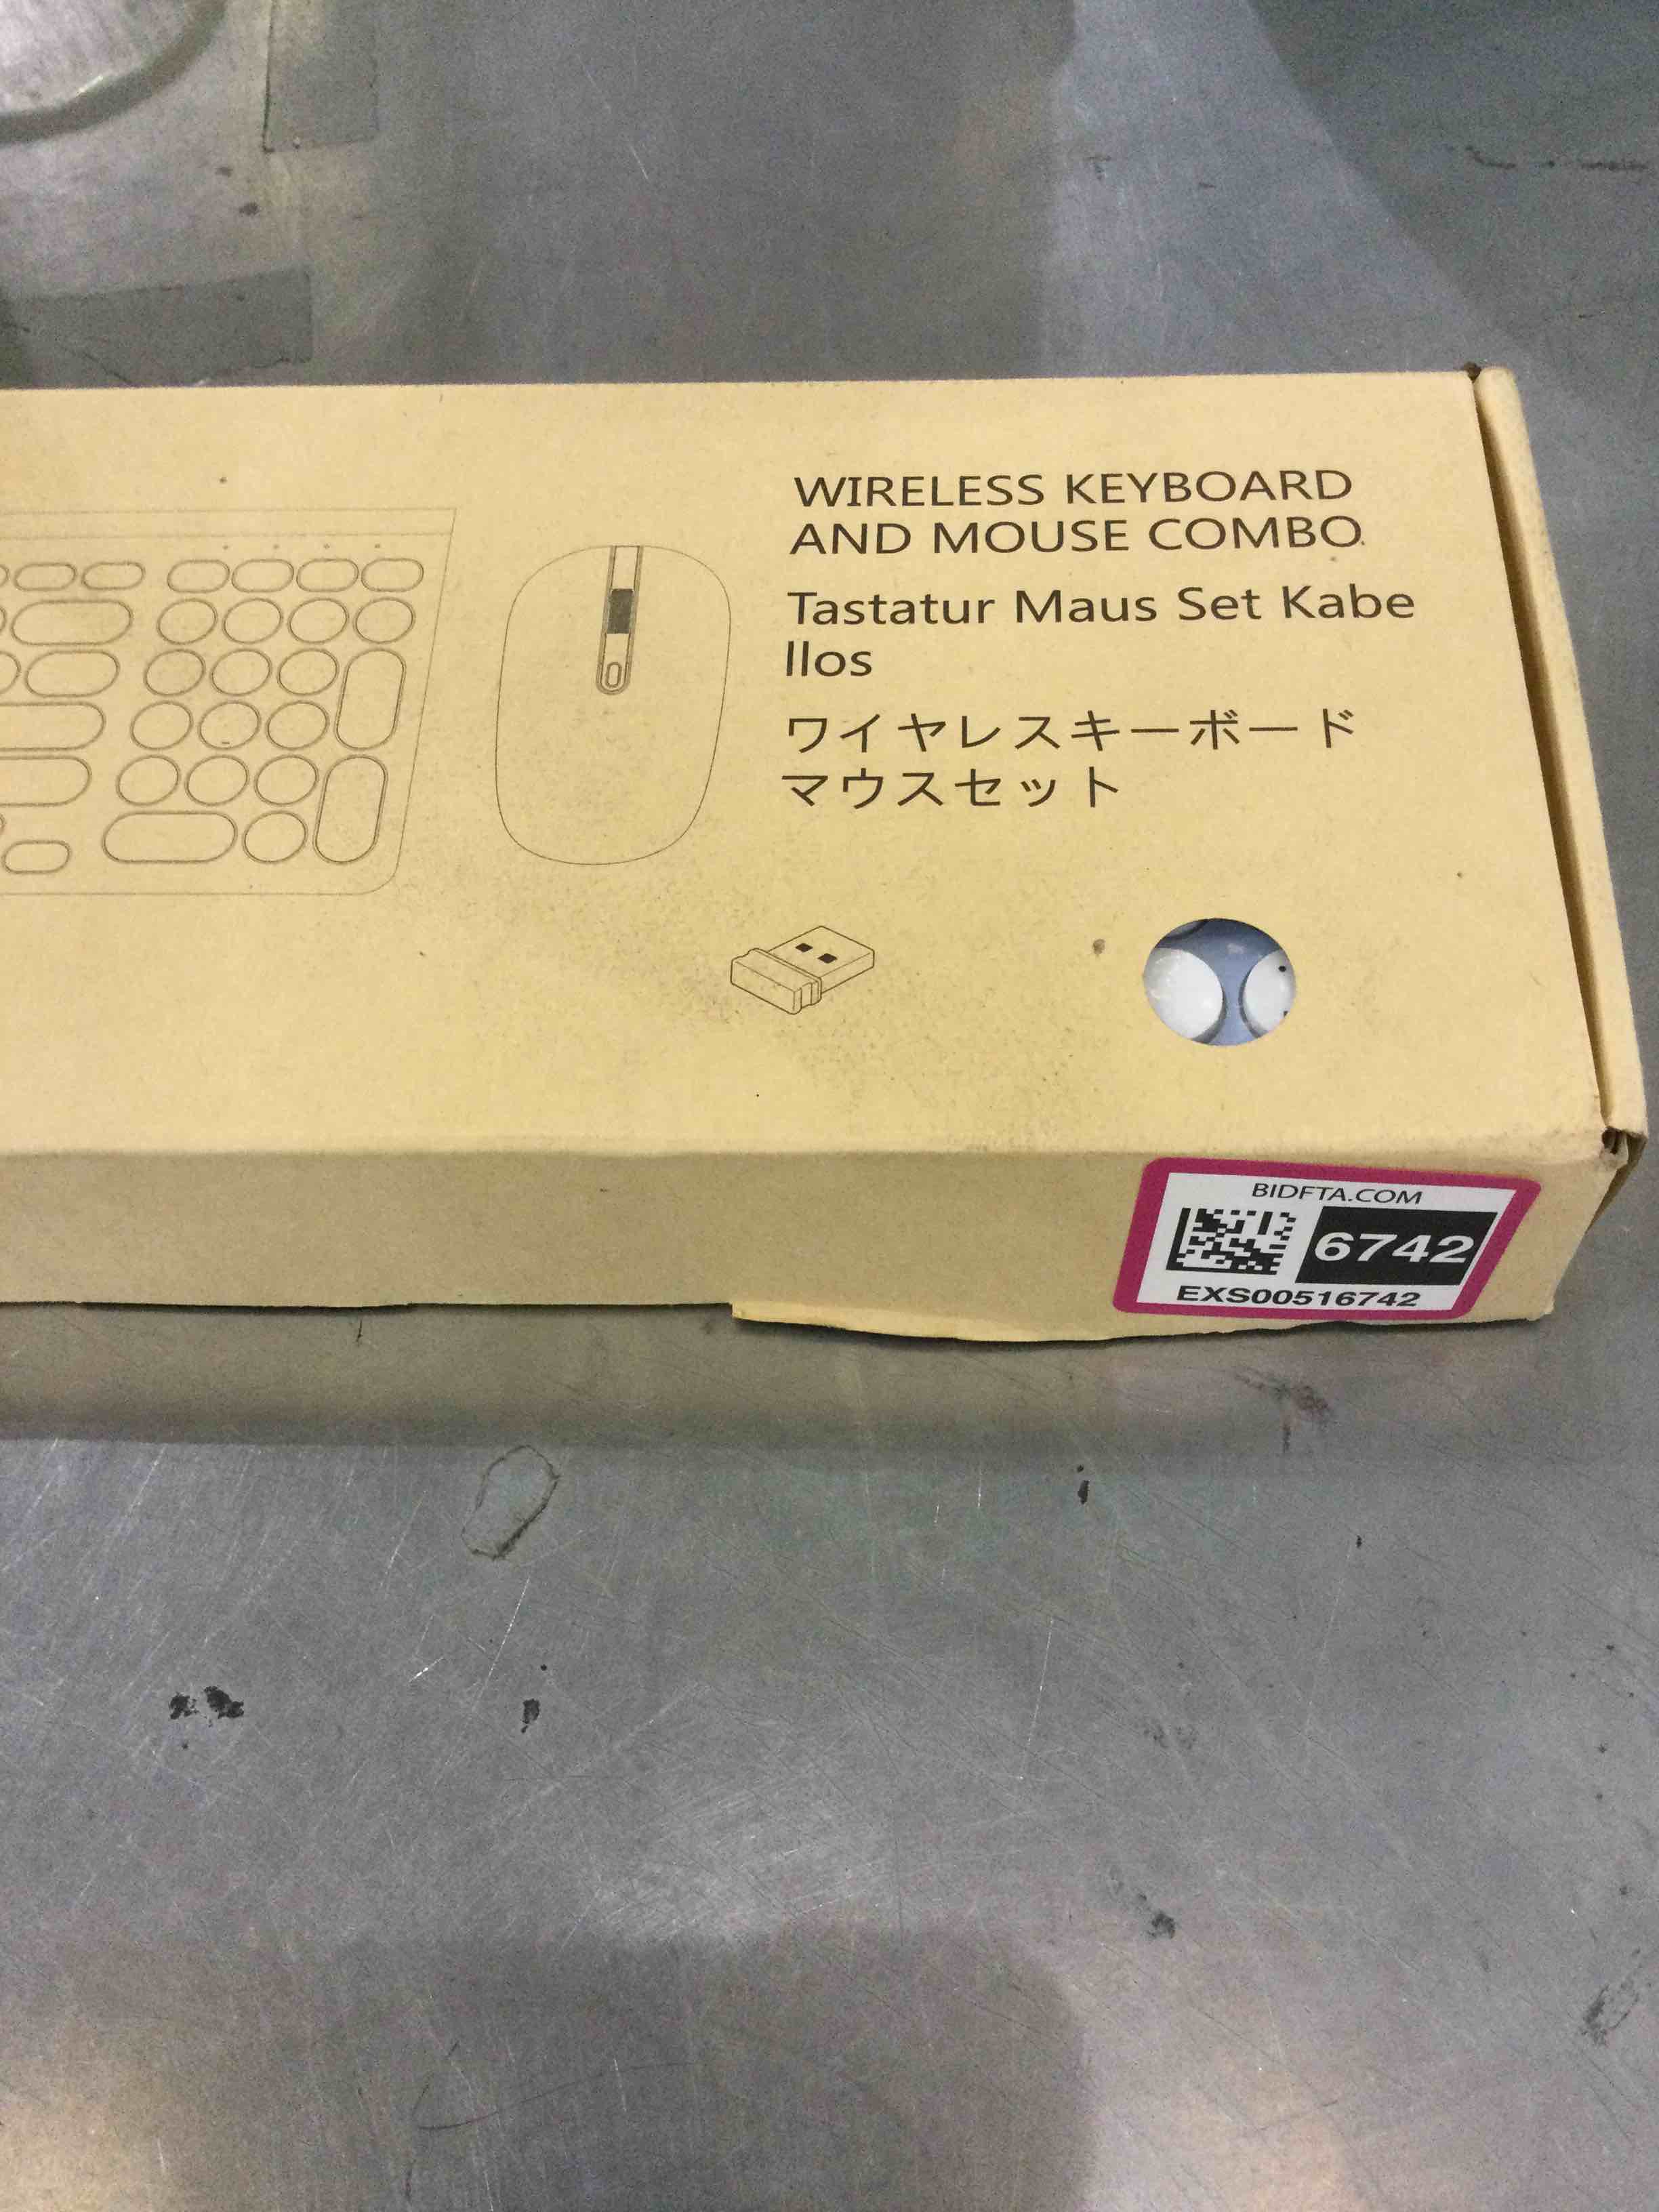 WIRELESS KEYBOARD
AND MOUSE COMBO
Tastatur Maus Set Kabe
llos
ワイヤレスキーボード
マウスセット
BIDFTA.COM
6742
EXS00516742